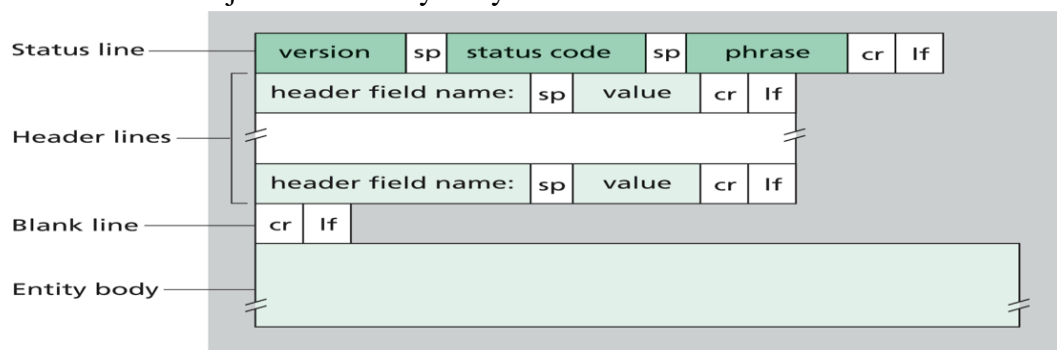 Status line version sp status code sp phrase cr lf
header field name: sp value cr lf
Header lines
header field name: sp value cr lf
Blank line cr lf
Entity body